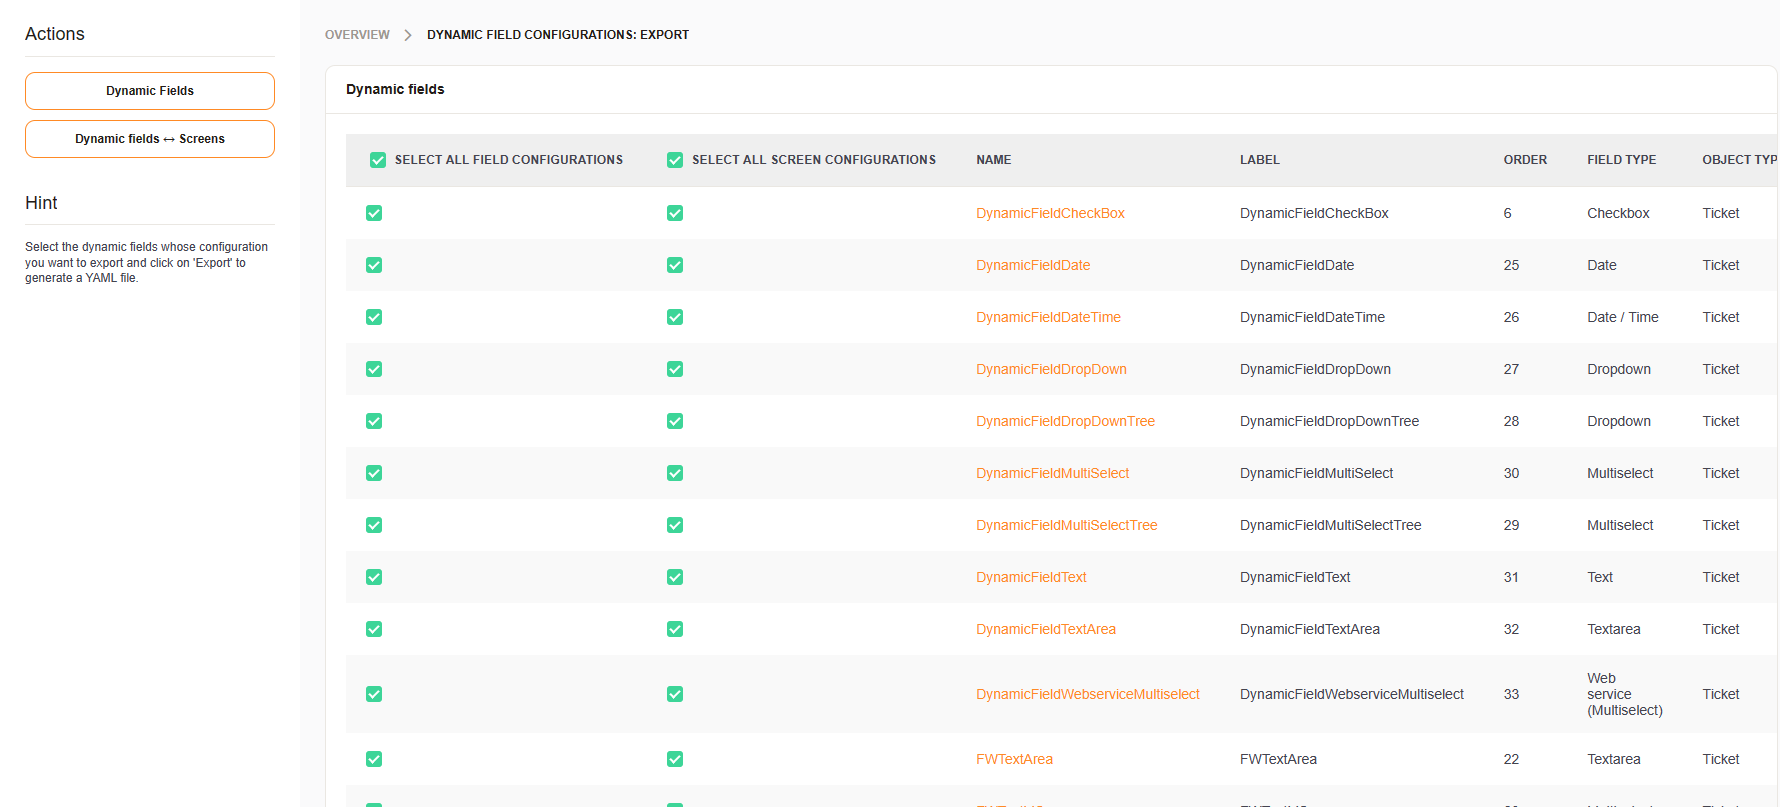 Actions
Dynamic Fields
Dynamic fields ↔ Screens
Hint
Select the dynamic fields whose configuration
you want to export and click on 'Export' to
generate a YAML file.
OVERVIEW > DYNAMIC FIELD CONFIGURATIONS: EXPORT
Dynamic fields
SELECT ALL FIELD CONFIGURATIONS SELECT ALL SCREEN CONFIGURATIONS NAME LABEL ORDER FIELD TYPE OBJECT TYP
DynamicFieldCheckBox DynamicFieldCheckBox 6 Checkbox Ticket
DynamicFieldDate DynamicFieldDate 25 Date Ticket
DynamicFieldDateTime DynamicFieldDateTime 26 Date / Time Ticket
DynamicFieldDropDown DynamicFieldDropDown 27 Dropdown Ticket
DynamicFieldDropDownTree DynamicFieldDropDownTree 28 Dropdown Ticket
DynamicFieldMultiSelect DynamicFieldMultiSelect 30 Multiselect Ticket
DynamicFieldMultiSelectTree DynamicFieldMultiSelectTree 29 Multiselect Ticket
DynamicFieldText DynamicFieldText 31 Text Ticket
DynamicFieldTextArea DynamicFieldTextArea 32 Textarea Ticket
DynamicFieldWebserviceMultiselect DynamicFieldWebserviceMultiselect 33 Web
service
(Multiselect) Ticket
FWTextArea FWTextArea 22 Textarea Ticket